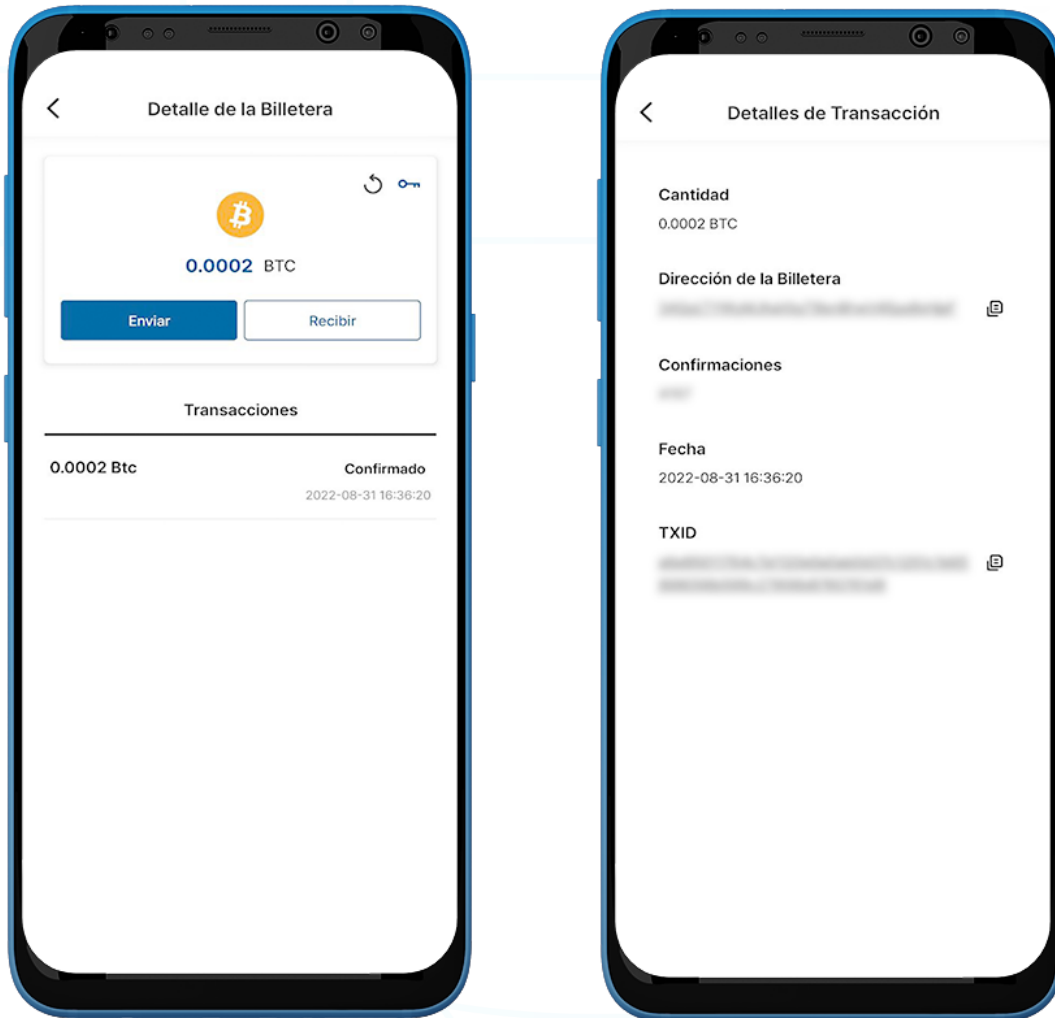 Detalle de la Billetera
0.0002 BTC
Enviar
Recibir
Transacciones
0.0002 Btc
Confirmado
2022-08-31 16:36:20
Detalles de Transacción
Cantidad
0.0002 BTC
Dirección de la Billetera
Confirmaciones
Fecha
2022-08-31 16:36:20
TXID